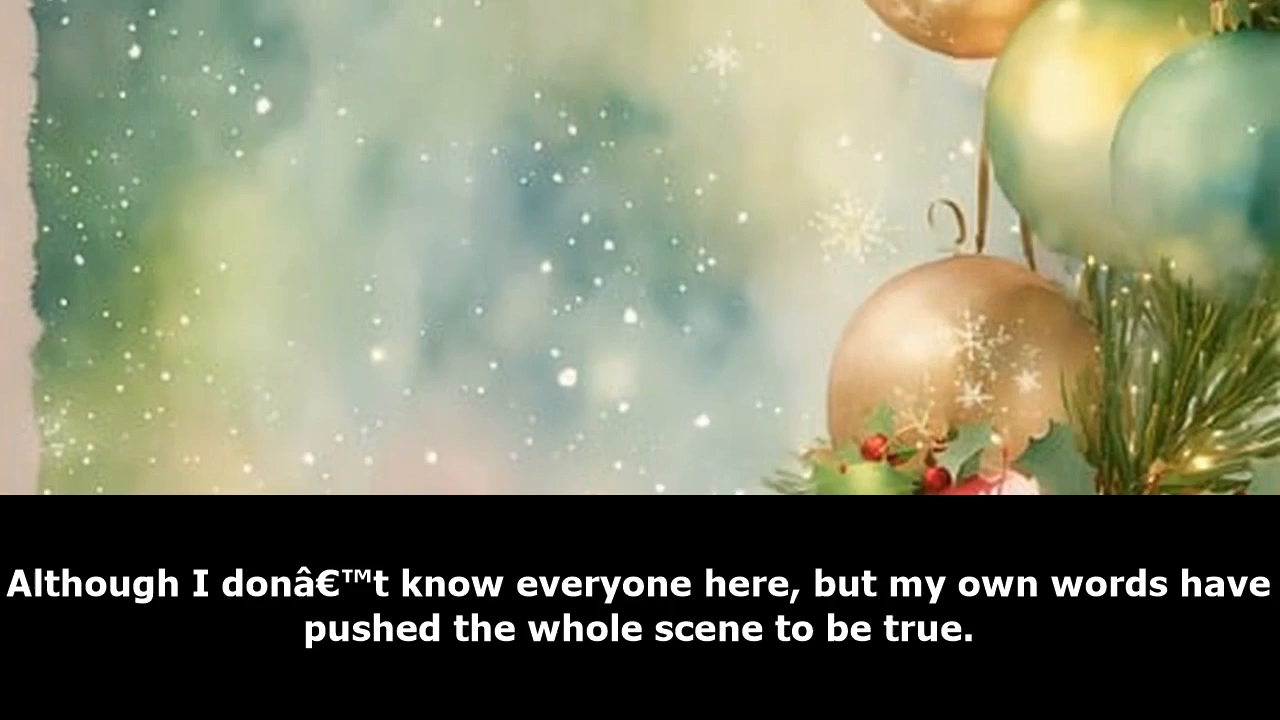 Although I donâ€™t know everyone here, but my own words have
pushed the whole scene to be true.